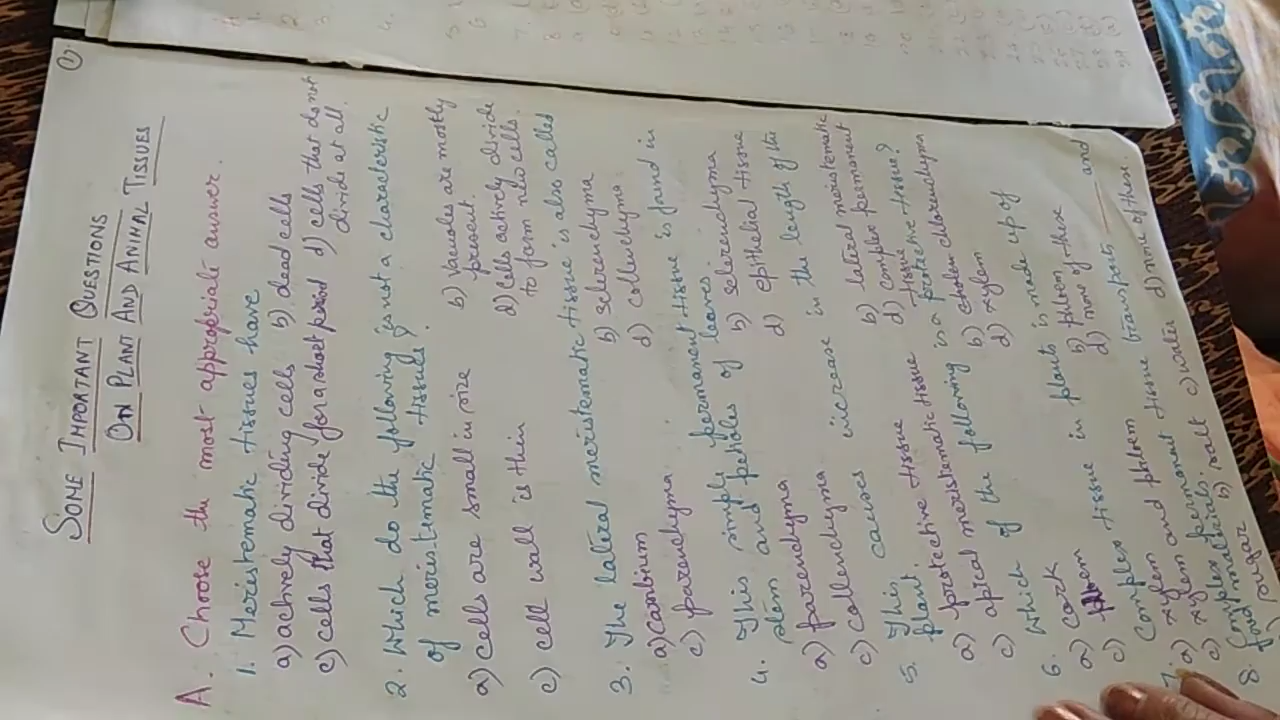 1
SOME IMPORTANT QUESTIONS
ON PLANT AND ANIMAL TISSUES
A. Choose the most appropriate answer.
1. Meristematic tissues have
a) actively dividing cells b) dead cells
c) cells that divide for a short period d) cells that do not
divide at all.
2. Which do the following is not a characteristic
of meristematic tissues?
a) cells are small in size b) vacuoles are mostly
present.
c) cell wall is thin d) cells actively divide
to form new cells.
3. The lateral meristematic tissue is also called
a) cambium b) sclerenchyma
c) parenchyma d) collenchyma.
4. This simple permanent tissue is found in
stem and petioles of leaves.
a) parenchyma b) sclerenchyma
c) collenchyma d) epithelial tissue
5. This causes increase in the length of the
plant.
a) protective tissue b) lateral meristematic
c) apical meristematic tissue d) complex permanent
tissue
6. Which of the following is a protective tissue?
a) cork b) chlorenchyma
c) d) xylem
7. Complex tissue in plants is made up of
a) xylem and phloem b) phloem
c) xylem d) none of these
8. Complex permanent tissue transports and
food materials.
a) sugar b) salt c) water d) none of these.